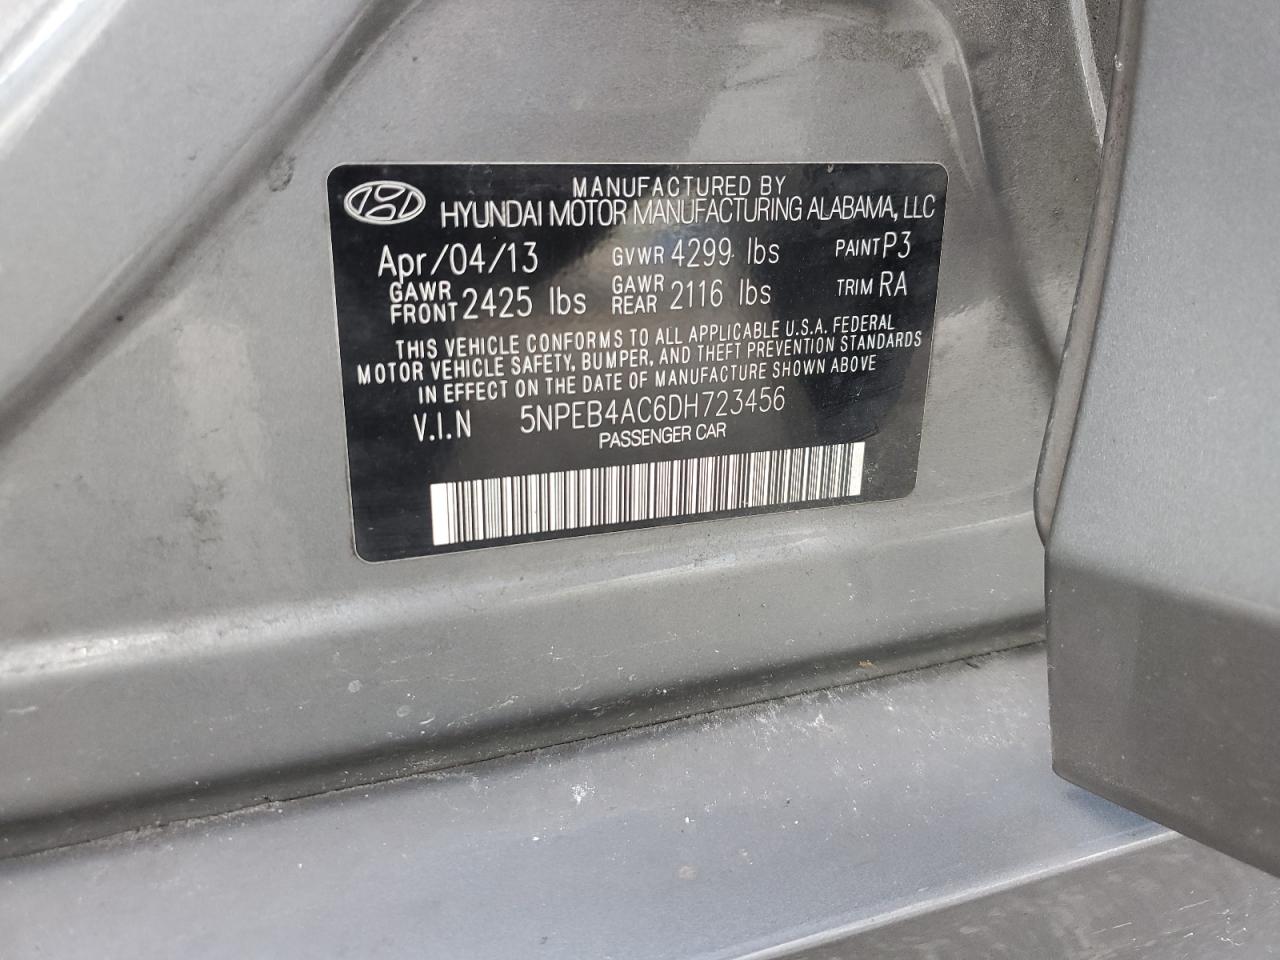 MANUFACTURED BY
HYUNDAI MOTOR MANUFACTURING ALABAMA, LLC
Apr/04/13 GVWR 4299 lbs PAINT P3
GAWR FRONT 2425 lbs GAWR REAR 2116 lbs TRIM RA
THIS VEHICLE CONFORMS TO ALL APPLICABLE U.S.A. FEDERAL
MOTOR VEHICLE SAFETY, BUMPER, AND THEFT PREVENTION STANDARDS
IN EFFECT ON THE DATE OF MANUFACTURE SHOWN ABOVE
V.I.N 5NPEB4AC6DH723456
PASSENGER CAR